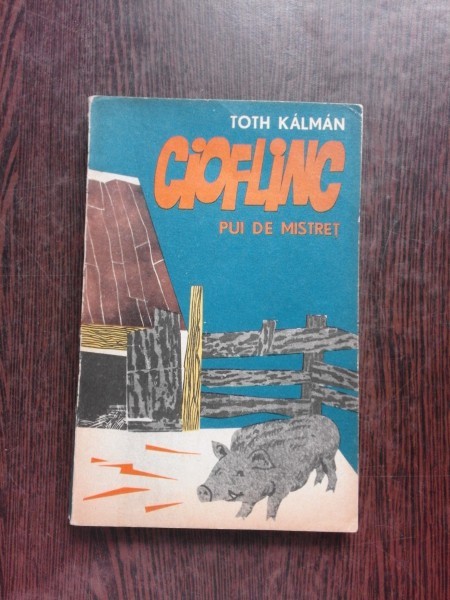 TOTH KÁLMÁN
CIOFLINC
PUI DE MISTREȚ